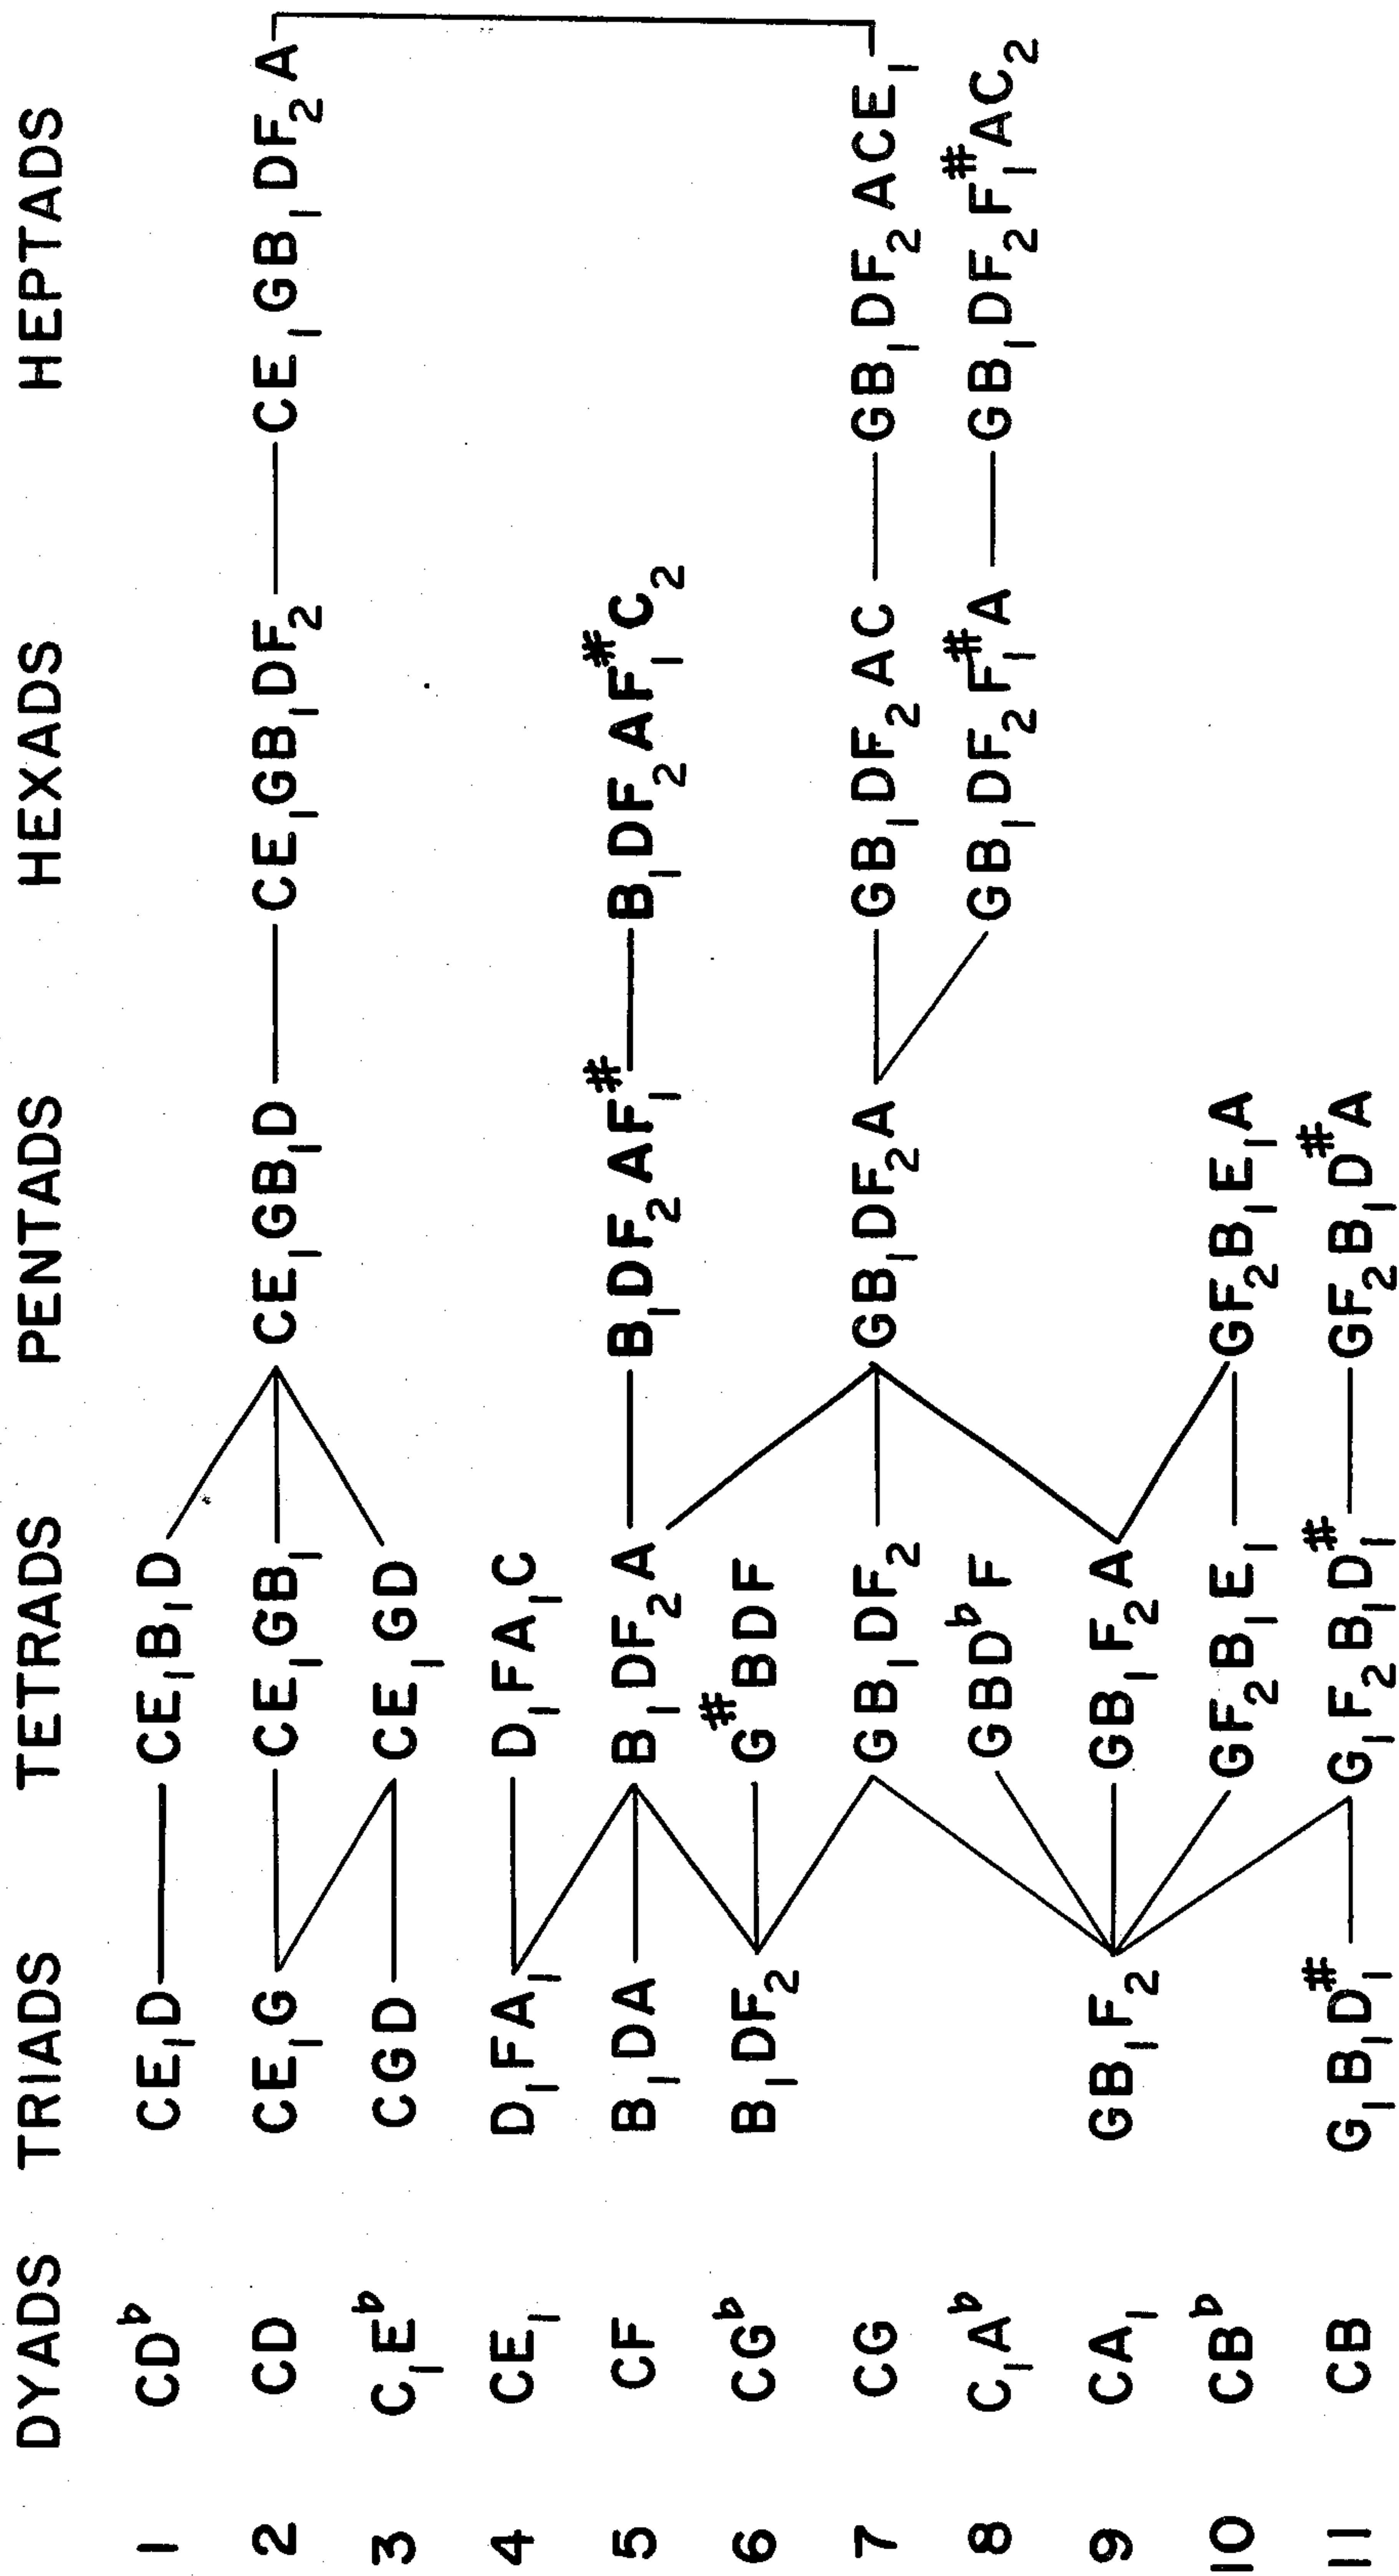 DYADS TRIADS TETRADS PENTADS HEXADS HEPTADS
1 CD♭ CE₁D CE₁B₁D
2 CD CE₁G CE₁GB₁ CE₁GB₁D CE₁GB₁DF₂ CE₁GB₁DF₂A
3 C₁E♭ CGD CE₁GD
4 CE₁ D₁FA₁ D₁FA₁C
5 CF B₁DA B₁DF₂A B₁DF₂AF₁# B₁DF₂AF₁#C₂
6 CG♭ B₁DF₂ G#BDF
7 CG GB₁DF₂ GB₁DF₂A GB₁DF₂AC GB₁DF₂ACE₁
8 C₁A♭ GBD♭F GB₁DF₂F₁#A GB₁DF₂F₁#AC₂
9 CA₁ GB₁F₂ GB₁F₂A
10 CB♭ GF₂B₁E₁ GF₂B₁E₁A
11 CB G₁B₁D₁# G₁F₂B₁D₁# GF₂B₁D#A